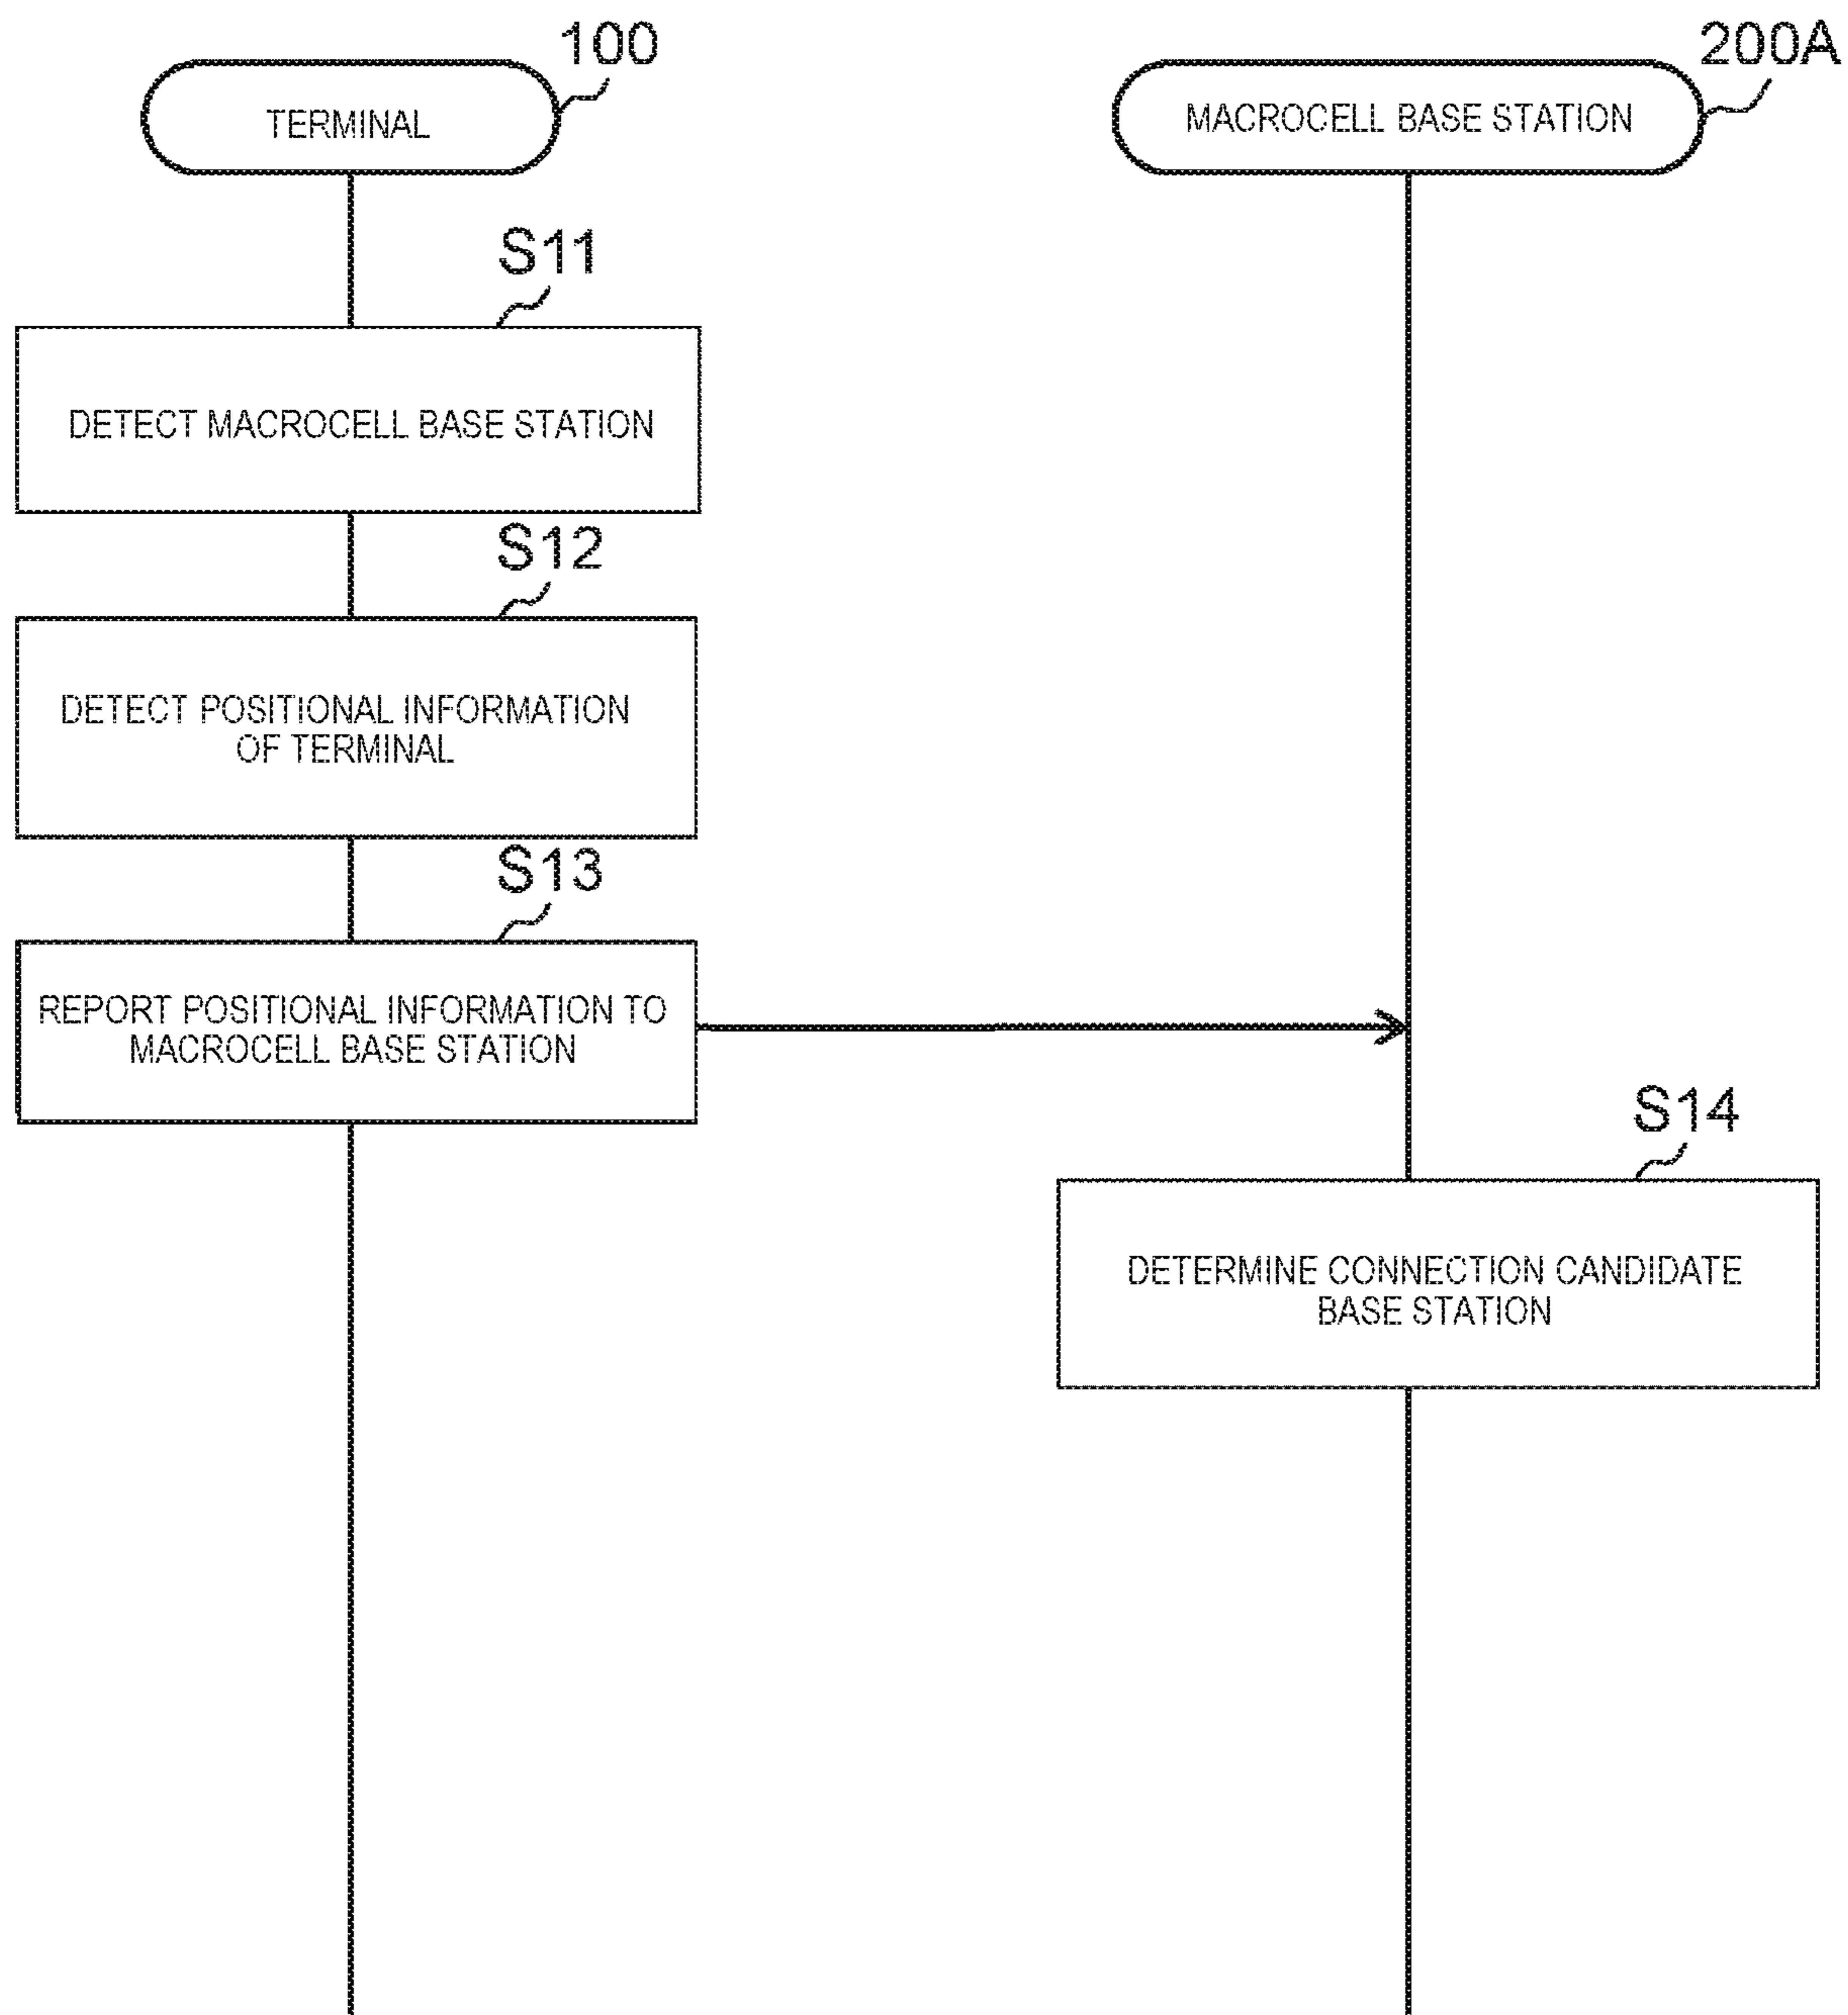 100
TERMINAL
200A
MACROCELL BASE STATION
S11
DETECT MACROCELL BASE STATION
S12
DETECT POSITIONAL INFORMATION
OF TERMINAL
S13
REPORT POSITIONAL INFORMATION TO
MACROCELL BASE STATION
S14
DETERMINE CONNECTION CANDIDATE
BASE STATION